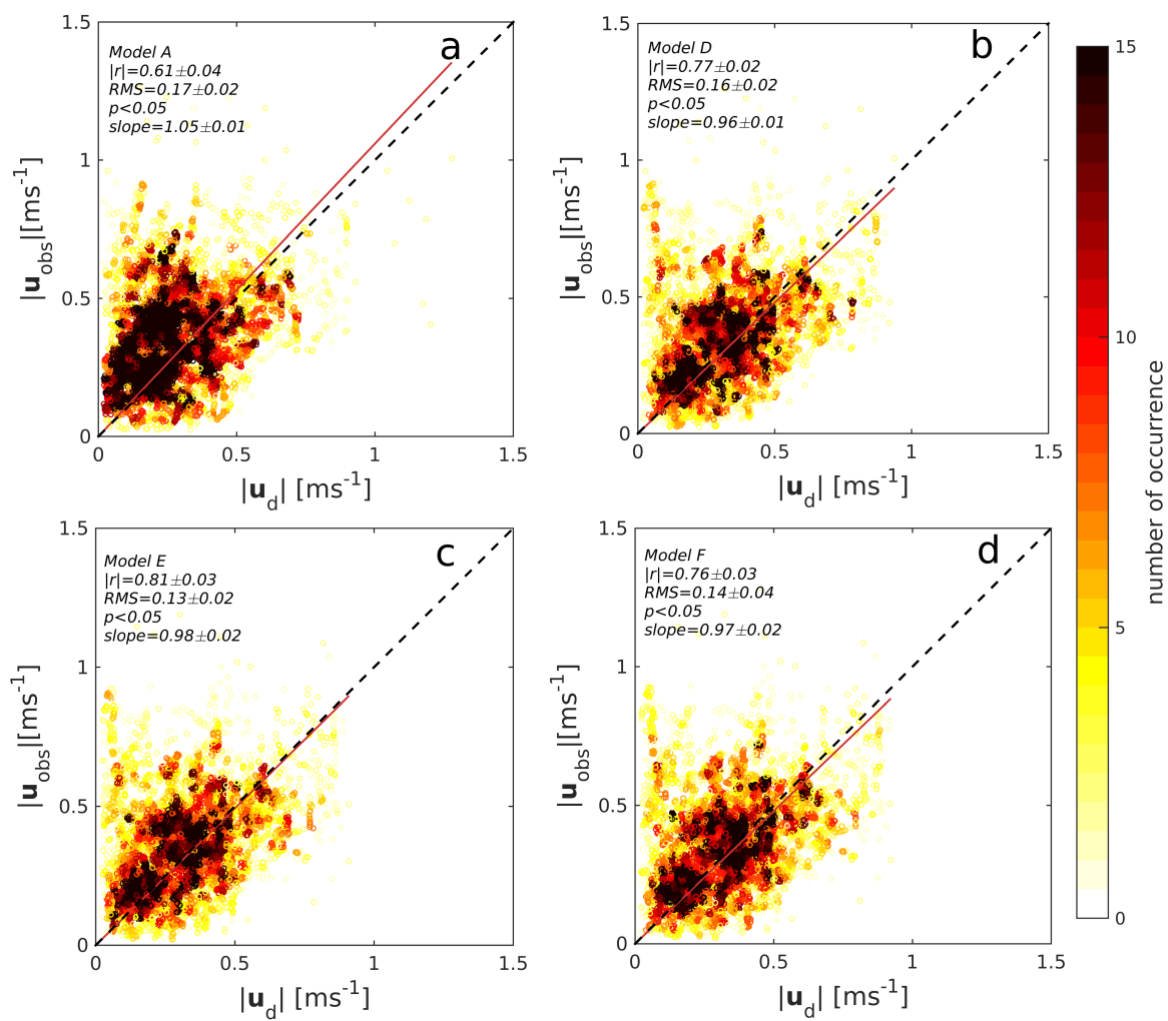 a
Model A
|r|=0.61±0.04
RMS=0.17±0.02
p<0.05
slope=1.05±0.01
1.5
1
0.5
0
0
0.5
1
1.5
|u_obs|[ms⁻¹]
|u_d| [ms⁻¹]
b
Model D
|r|=0.77±0.02
RMS=0.16±0.02
p<0.05
slope=0.96±0.01
1.5
1
0.5
0
0
0.5
1
1.5
|u_obs|[ms⁻¹]
|u_d| [ms⁻¹]
c
Model E
|r|=0.81±0.03
RMS=0.13±0.02
p<0.05
slope=0.98±0.02
1.5
1
0.5
0
0
0.5
1
1.5
|u_obs|[ms⁻¹]
|u_d| [ms⁻¹]
d
Model F
|r|=0.76±0.03
RMS=0.14±0.04
p<0.05
slope=0.97±0.02
1.5
1
0.5
0
0
0.5
1
1.5
|u_obs|[ms⁻¹]
|u_d| [ms⁻¹]
15
10
5
0
number of occurrence